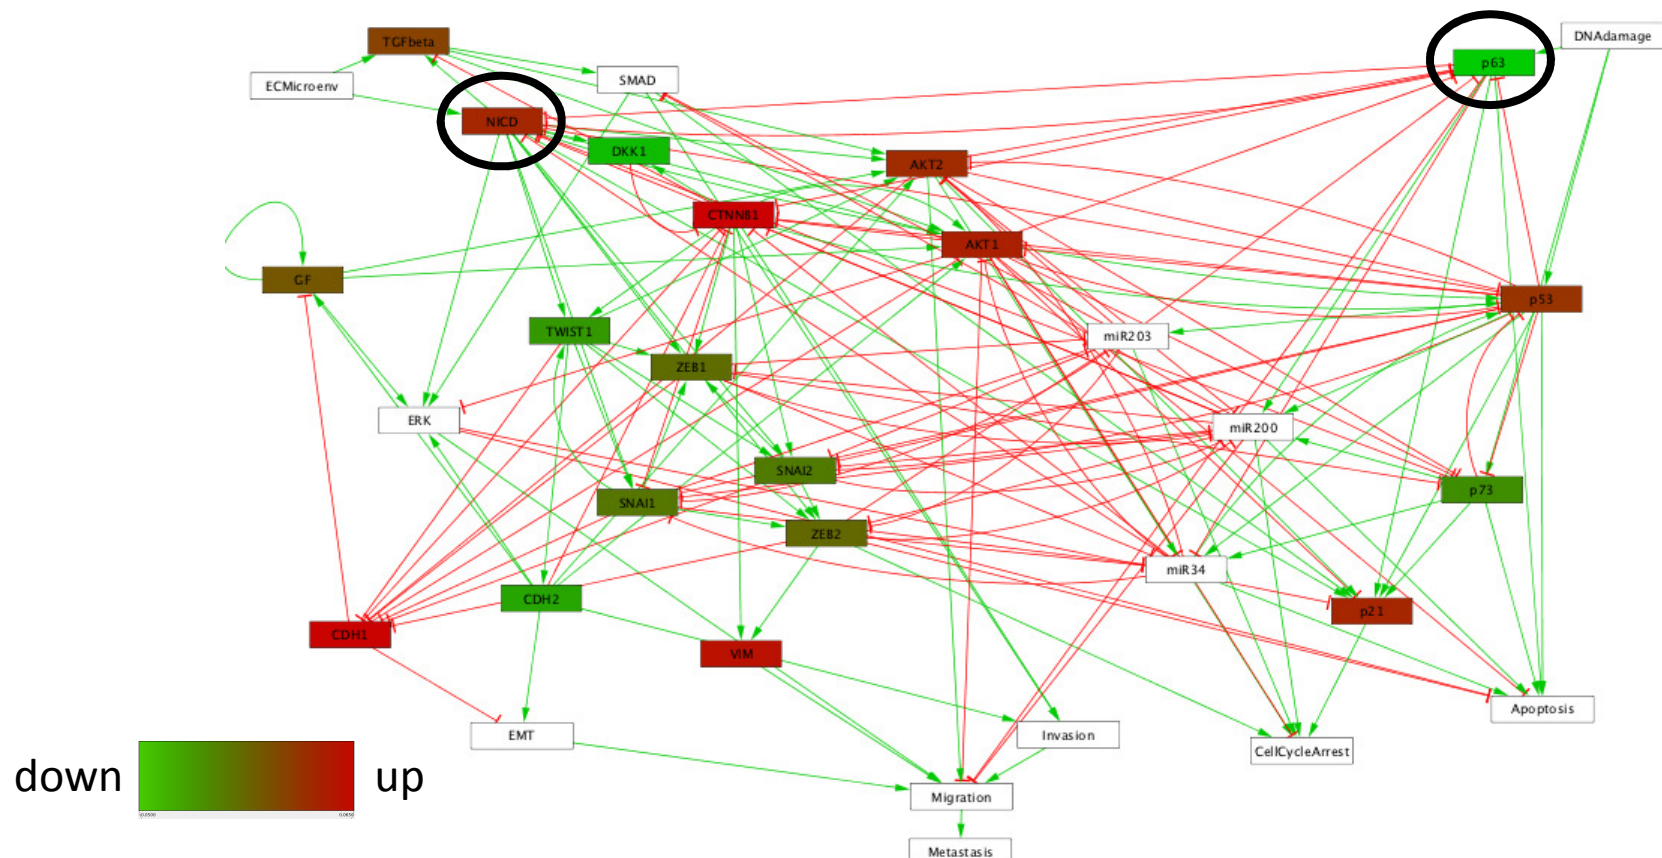 DNAdamage
TGFbeta
p63
SMAD
ECMicroenv
NICD
DKK1
AKT2
CTNNB1
AKT1
GF
p53
TWIST1
miR203
ZEB1
ERK
miR200
SNAI2
p73
SNAI1
ZEB2
miR34
CDH2
p21
CDH1
VIM
Apoptosis
EMT
Invasion
CellCycleArrest
down
up
Migration
Metastasis